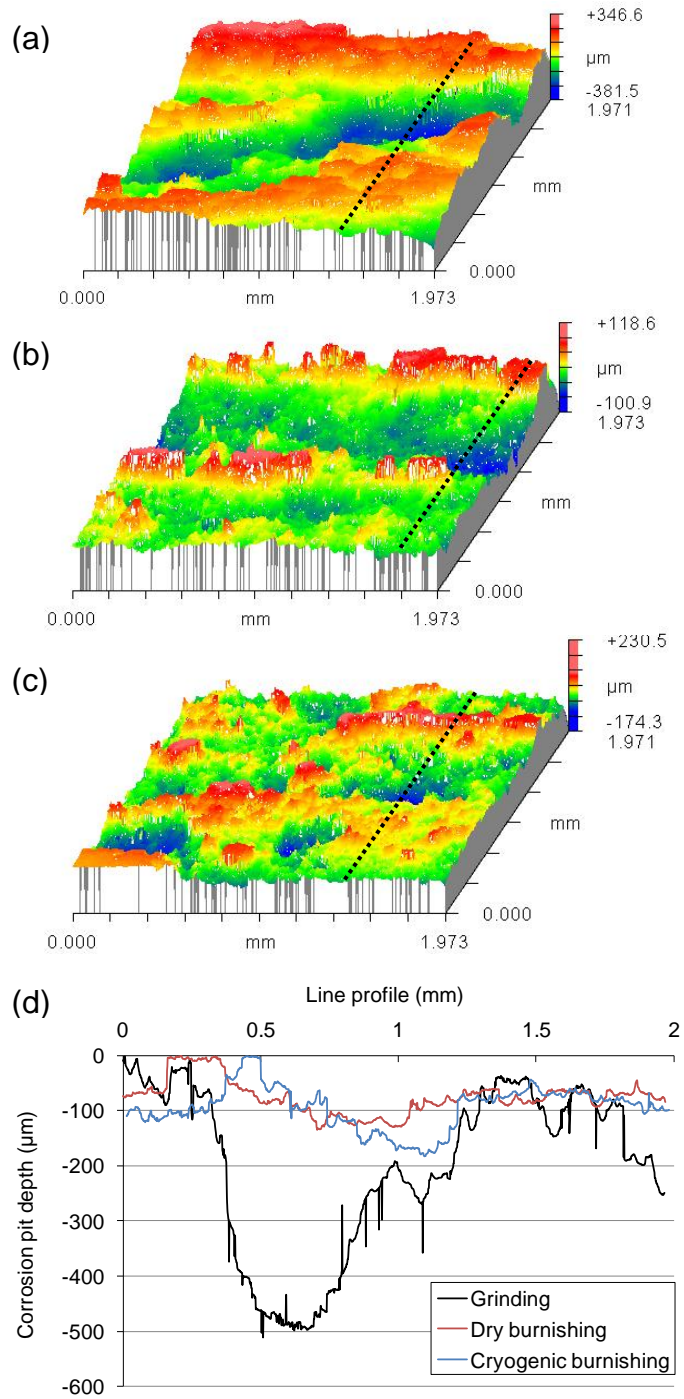 (a)
+346.6
µm
-381.5
1.971
mm
0.000
0.000 mm 1.973
(b)
+118.6
µm
-100.9
1.973
mm
0.000
0.000 mm 1.973
(c)
+230.5
µm
-174.3
1.971
mm
0.000
0.000 mm 1.973
(d)
Line profile (mm)
0 0.5 1 1.5 2
0
-100
-200
-300
-400
-500
-600
Corrosion pit depth (µm)
Grinding
Dry burnishing
Cryogenic burnishing